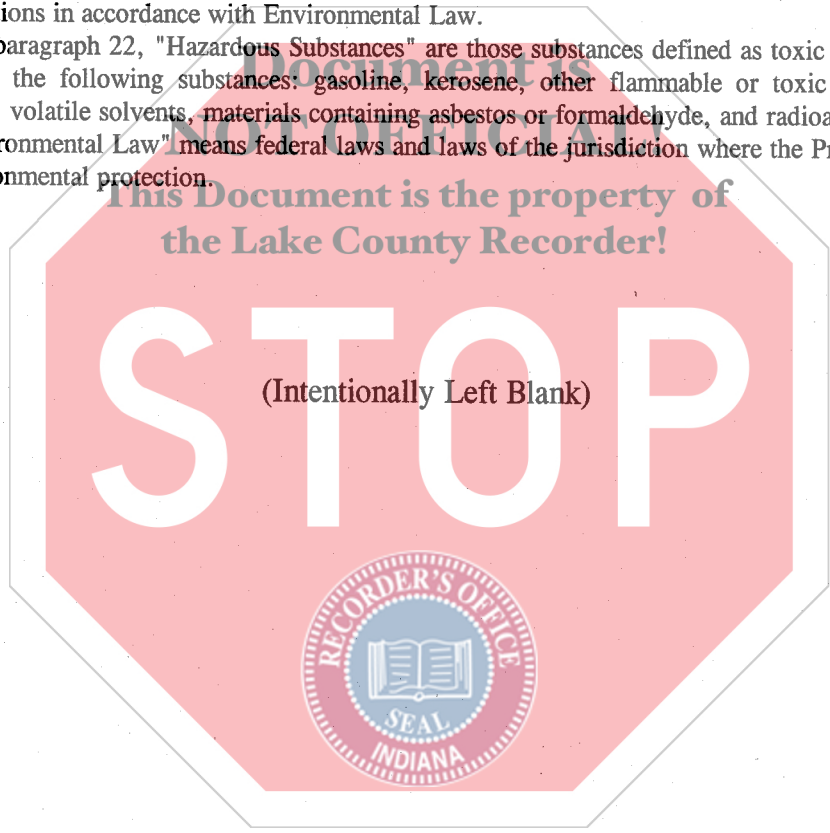 ions in accordance with Environmental Law.
paragraph 22, "Hazardous Substances" are those substances defined as toxic
the following substances: gasoline, kerosene, other flammable or toxic
Document is
volatile solvents, materials containing asbestos or formaldehyde, and radioa
NOT OFFICIAL!
ronmental Law" means federal laws and laws of the jurisdiction where the Pr
onmental protection.
This Document is the property of
the Lake County Recorder!
STOP
(Intentionally Left Blank)
RECORDER'S OFFICE
SEAL
INDIANA